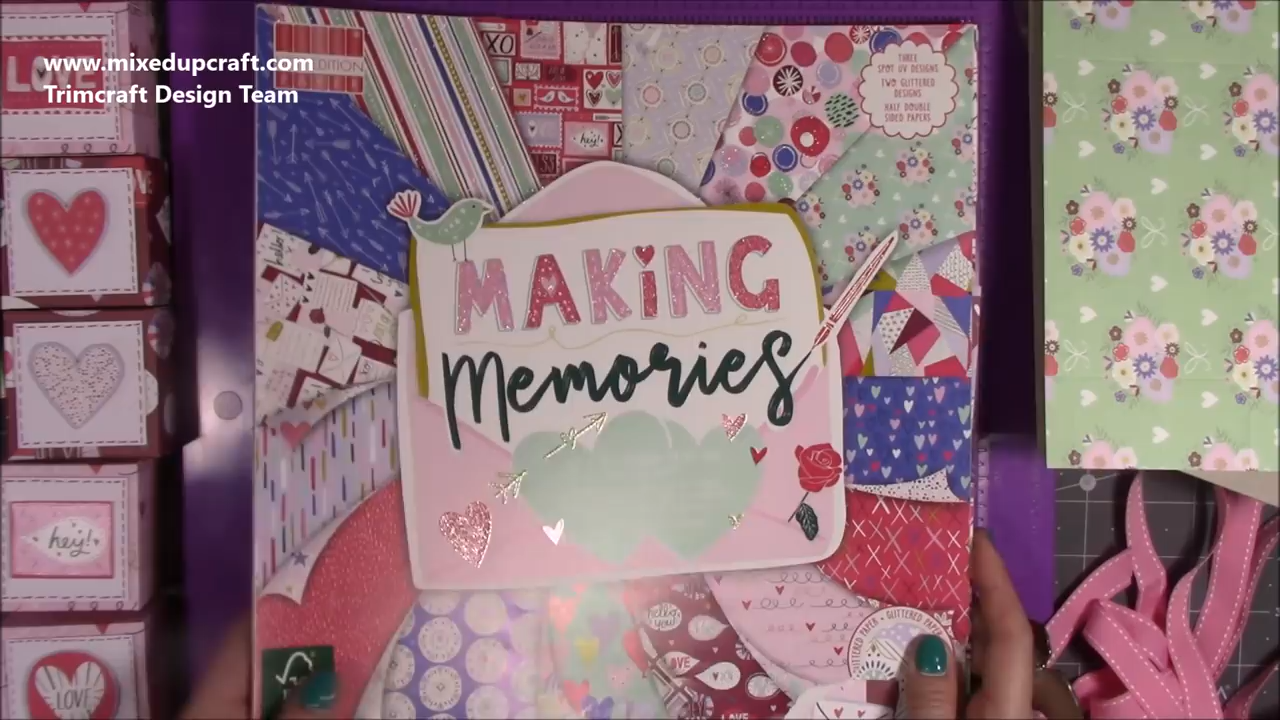 www.mixedupcraft.com
Trimcraft Design Team
LOVE
EDITION
XO
hey!
THREE
SPOT UV DESIGNS
TWO GLITTERED
DESIGNS
HALF DOUBLE
SIDED PAPERS
MAKING
Memories
hey!
LOVE
hello
you!
LOVE
LOVE
GLITTERED PAPER • GLITTERED PAPER
FSC